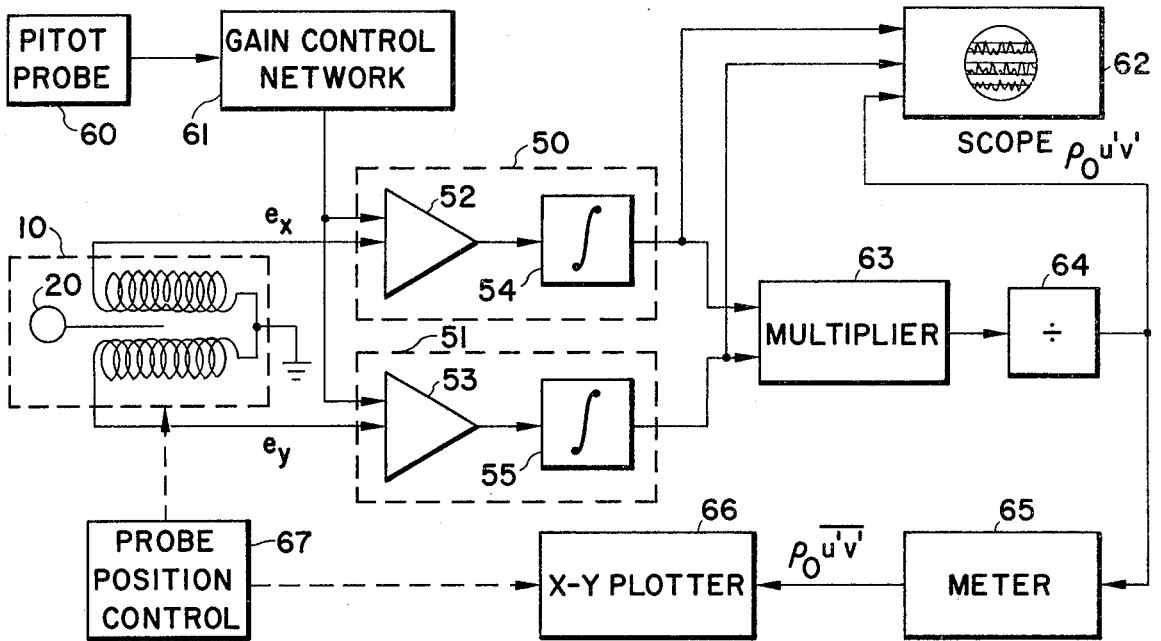 PITOT
PROBE
60
GAIN CONTROL
NETWORK
61
62
SCOPE
ρ₀u'v'
50
52
54
10
20
eₓ
51
53
55
e_y
63
MULTIPLIER
64
÷
PROBE
POSITION
CONTROL
67
66
X-Y PLOTTER
ρ₀u'v'
65
METER